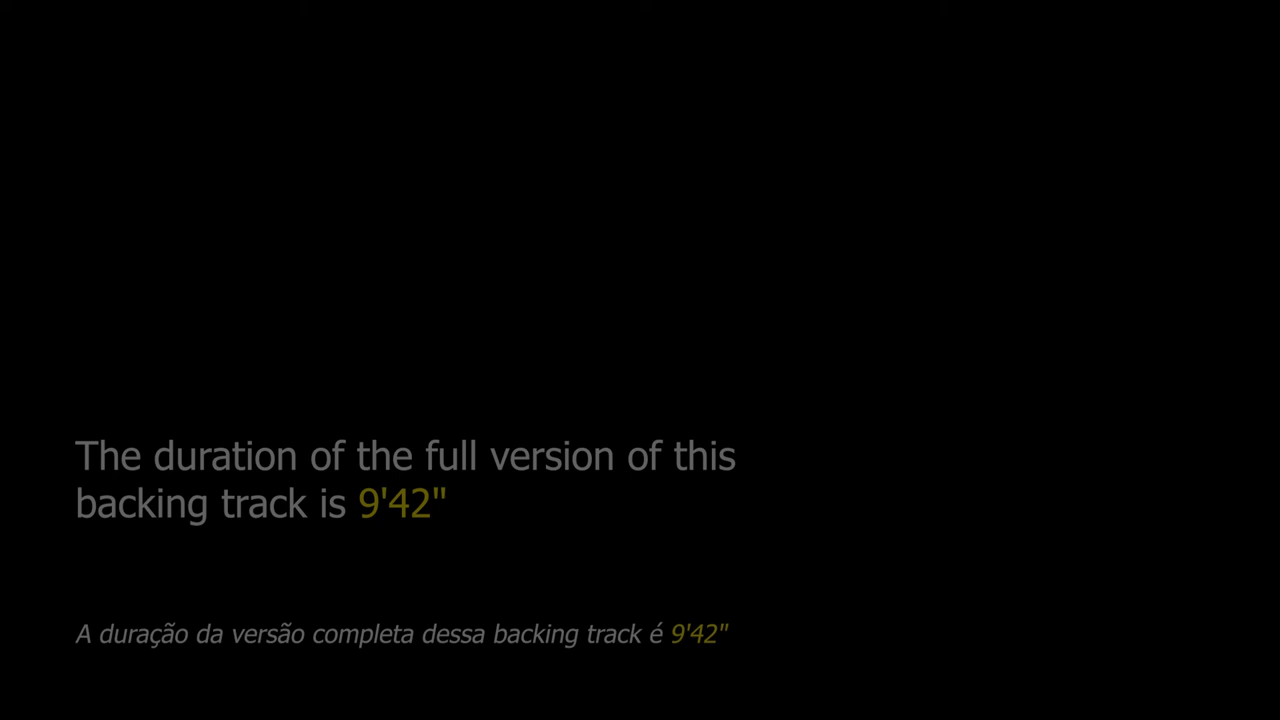 The duration of the full version of this
backing track is 9'42"
A duração da versão completa dessa backing track é 9'42"